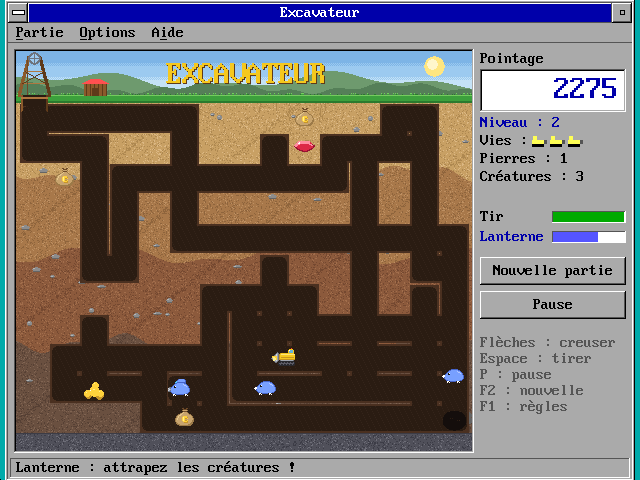 Excavateur
Partie Options Aide
EXCAVATEUR
Pointage
2275
Niveau : 2
Vies :
Pierres : 1
Créatures : 3
Tir
Lanterne
Nouvelle partie
Pause
Flèches : creuser
Espace : tirer
P : pause
F2 : nouvelle
F1 : règles
Lanterne : attrapez les créatures !